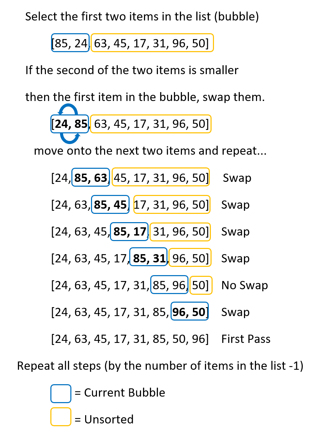 Select the first two items in the list (bubble)
[85, 24, 63, 45, 17, 31, 96, 50]
If the second of the two items is smaller
then the first item in the bubble, swap them.
[24, 85, 63, 45, 17, 31, 96, 50]
move onto the next two items and repeat...
[24, 85, 63, 45, 17, 31, 96, 50] Swap
[24, 63, 85, 45, 17, 31, 96, 50] Swap
[24, 63, 45, 85, 17, 31, 96, 50] Swap
[24, 63, 45, 17, 85, 31, 96, 50] Swap
[24, 63, 45, 17, 31, 85, 96, 50] No Swap
[24, 63, 45, 17, 31, 85, 96, 50] Swap
[24, 63, 45, 17, 31, 85, 50, 96] First Pass
Repeat all steps (by the number of items in the list -1)
= Current Bubble
= Unsorted